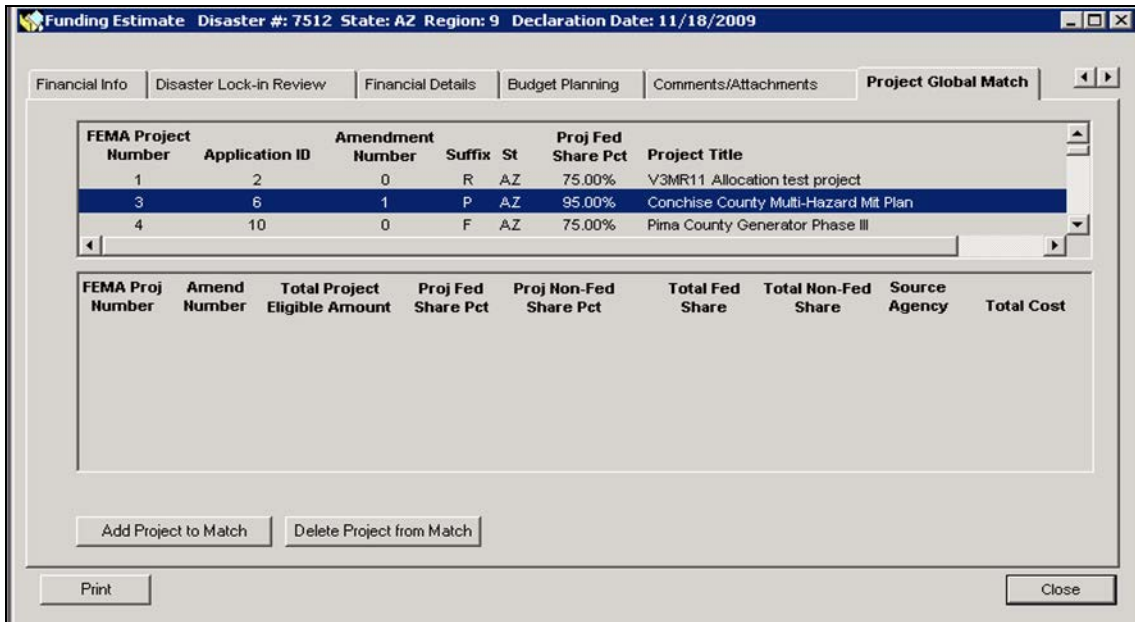 Funding Estimate Disaster #: 7512 State: AZ Region: 9 Declaration Date: 11/18/2009
Financial Info Disaster Lock-in Review Financial Details Budget Planning Comments/Attachments Project Global Match
FEMA Project Amendment Proj Fed
Number Application ID Number Suffix St Share Pct Project Title
1 2 0 R AZ 75.00% V3MR11 Allocation test project
3 6 1 P AZ 95.00% Conchise County Multi-Hazard Mit Plan
4 10 0 F AZ 75.00% Pima County Generator Phase III
FEMA Proj Amend Total Project Proj Fed Proj Non-Fed Total Fed Total Non-Fed Source
Number Number Eligible Amount Share Pct Share Pct Share Share Agency Total Cost
Add Project to Match Delete Project from Match
Print Close